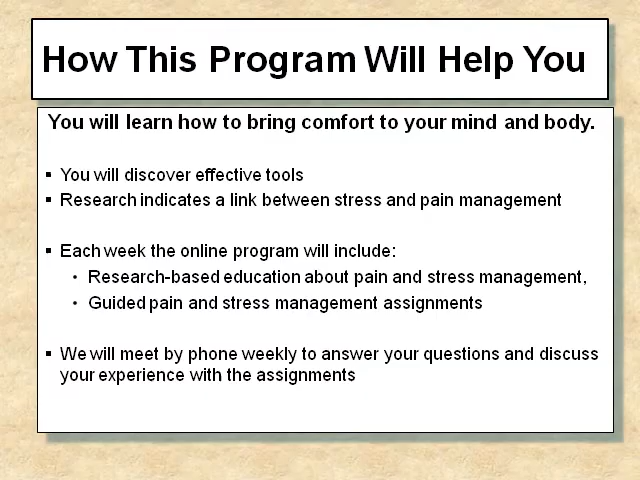 How This Program Will Help You
You will learn how to bring comfort to your mind and body.
▪ You will discover effective tools
▪ Research indicates a link between stress and pain management
▪ Each week the online program will include:
• Research-based education about pain and stress management,
• Guided pain and stress management assignments
▪ We will meet by phone weekly to answer your questions and discuss
your experience with the assignments